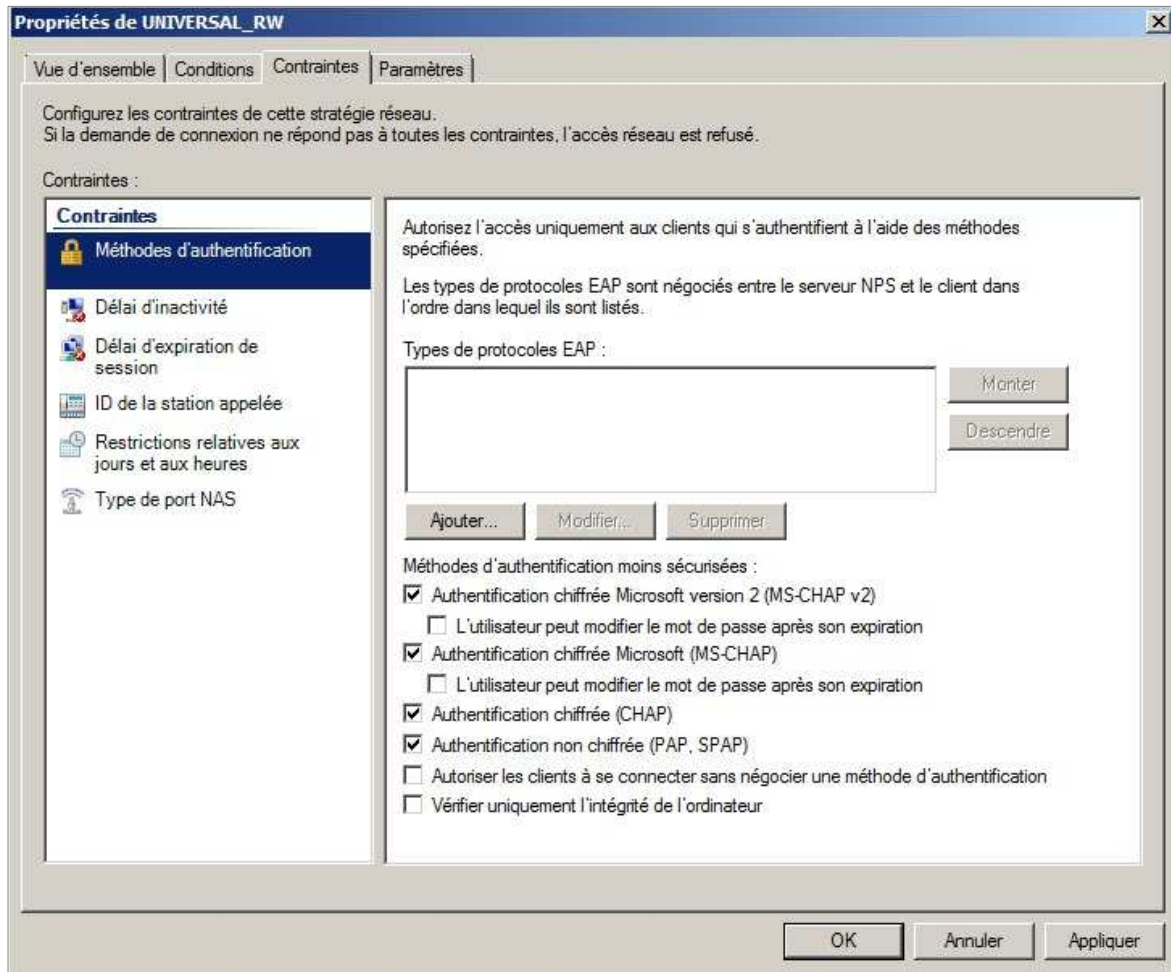 Propriétés de UNIVERSAL_RW
Vue d'ensemble
Conditions
Contraintes
Paramètres
Configurez les contraintes de cette stratégie réseau.
Si la demande de connexion ne répond pas à toutes les contraintes, l'accès réseau est refusé.
Contraintes :
Contraintes
Méthodes d'authentification
Délai d'inactivité
Délai d'expiration de
session
ID de la station appelée
Restrictions relatives aux
jours et aux heures
Type de port NAS
Autorisez l'accès uniquement aux clients qui s'authentifient à l'aide des méthodes
spécifiées.
Les types de protocoles EAP sont négociés entre le serveur NPS et le client dans
l'ordre dans lequel ils sont listés.
Types de protocoles EAP :
Monter
Descendre
Ajouter...
Modifier...
Supprimer
Méthodes d'authentification moins sécurisées :
Authentification chiffrée Microsoft version 2 (MS-CHAP v2)
L'utilisateur peut modifier le mot de passe après son expiration
Authentification chiffrée Microsoft (MS-CHAP)
L'utilisateur peut modifier le mot de passe après son expiration
Authentification chiffrée (CHAP)
Authentification non chiffrée (PAP, SPAP)
Autoriser les clients à se connecter sans négocier une méthode d'authentification
Vérifier uniquement l'intégrité de l'ordinateur
OK
Annuler
Appliquer